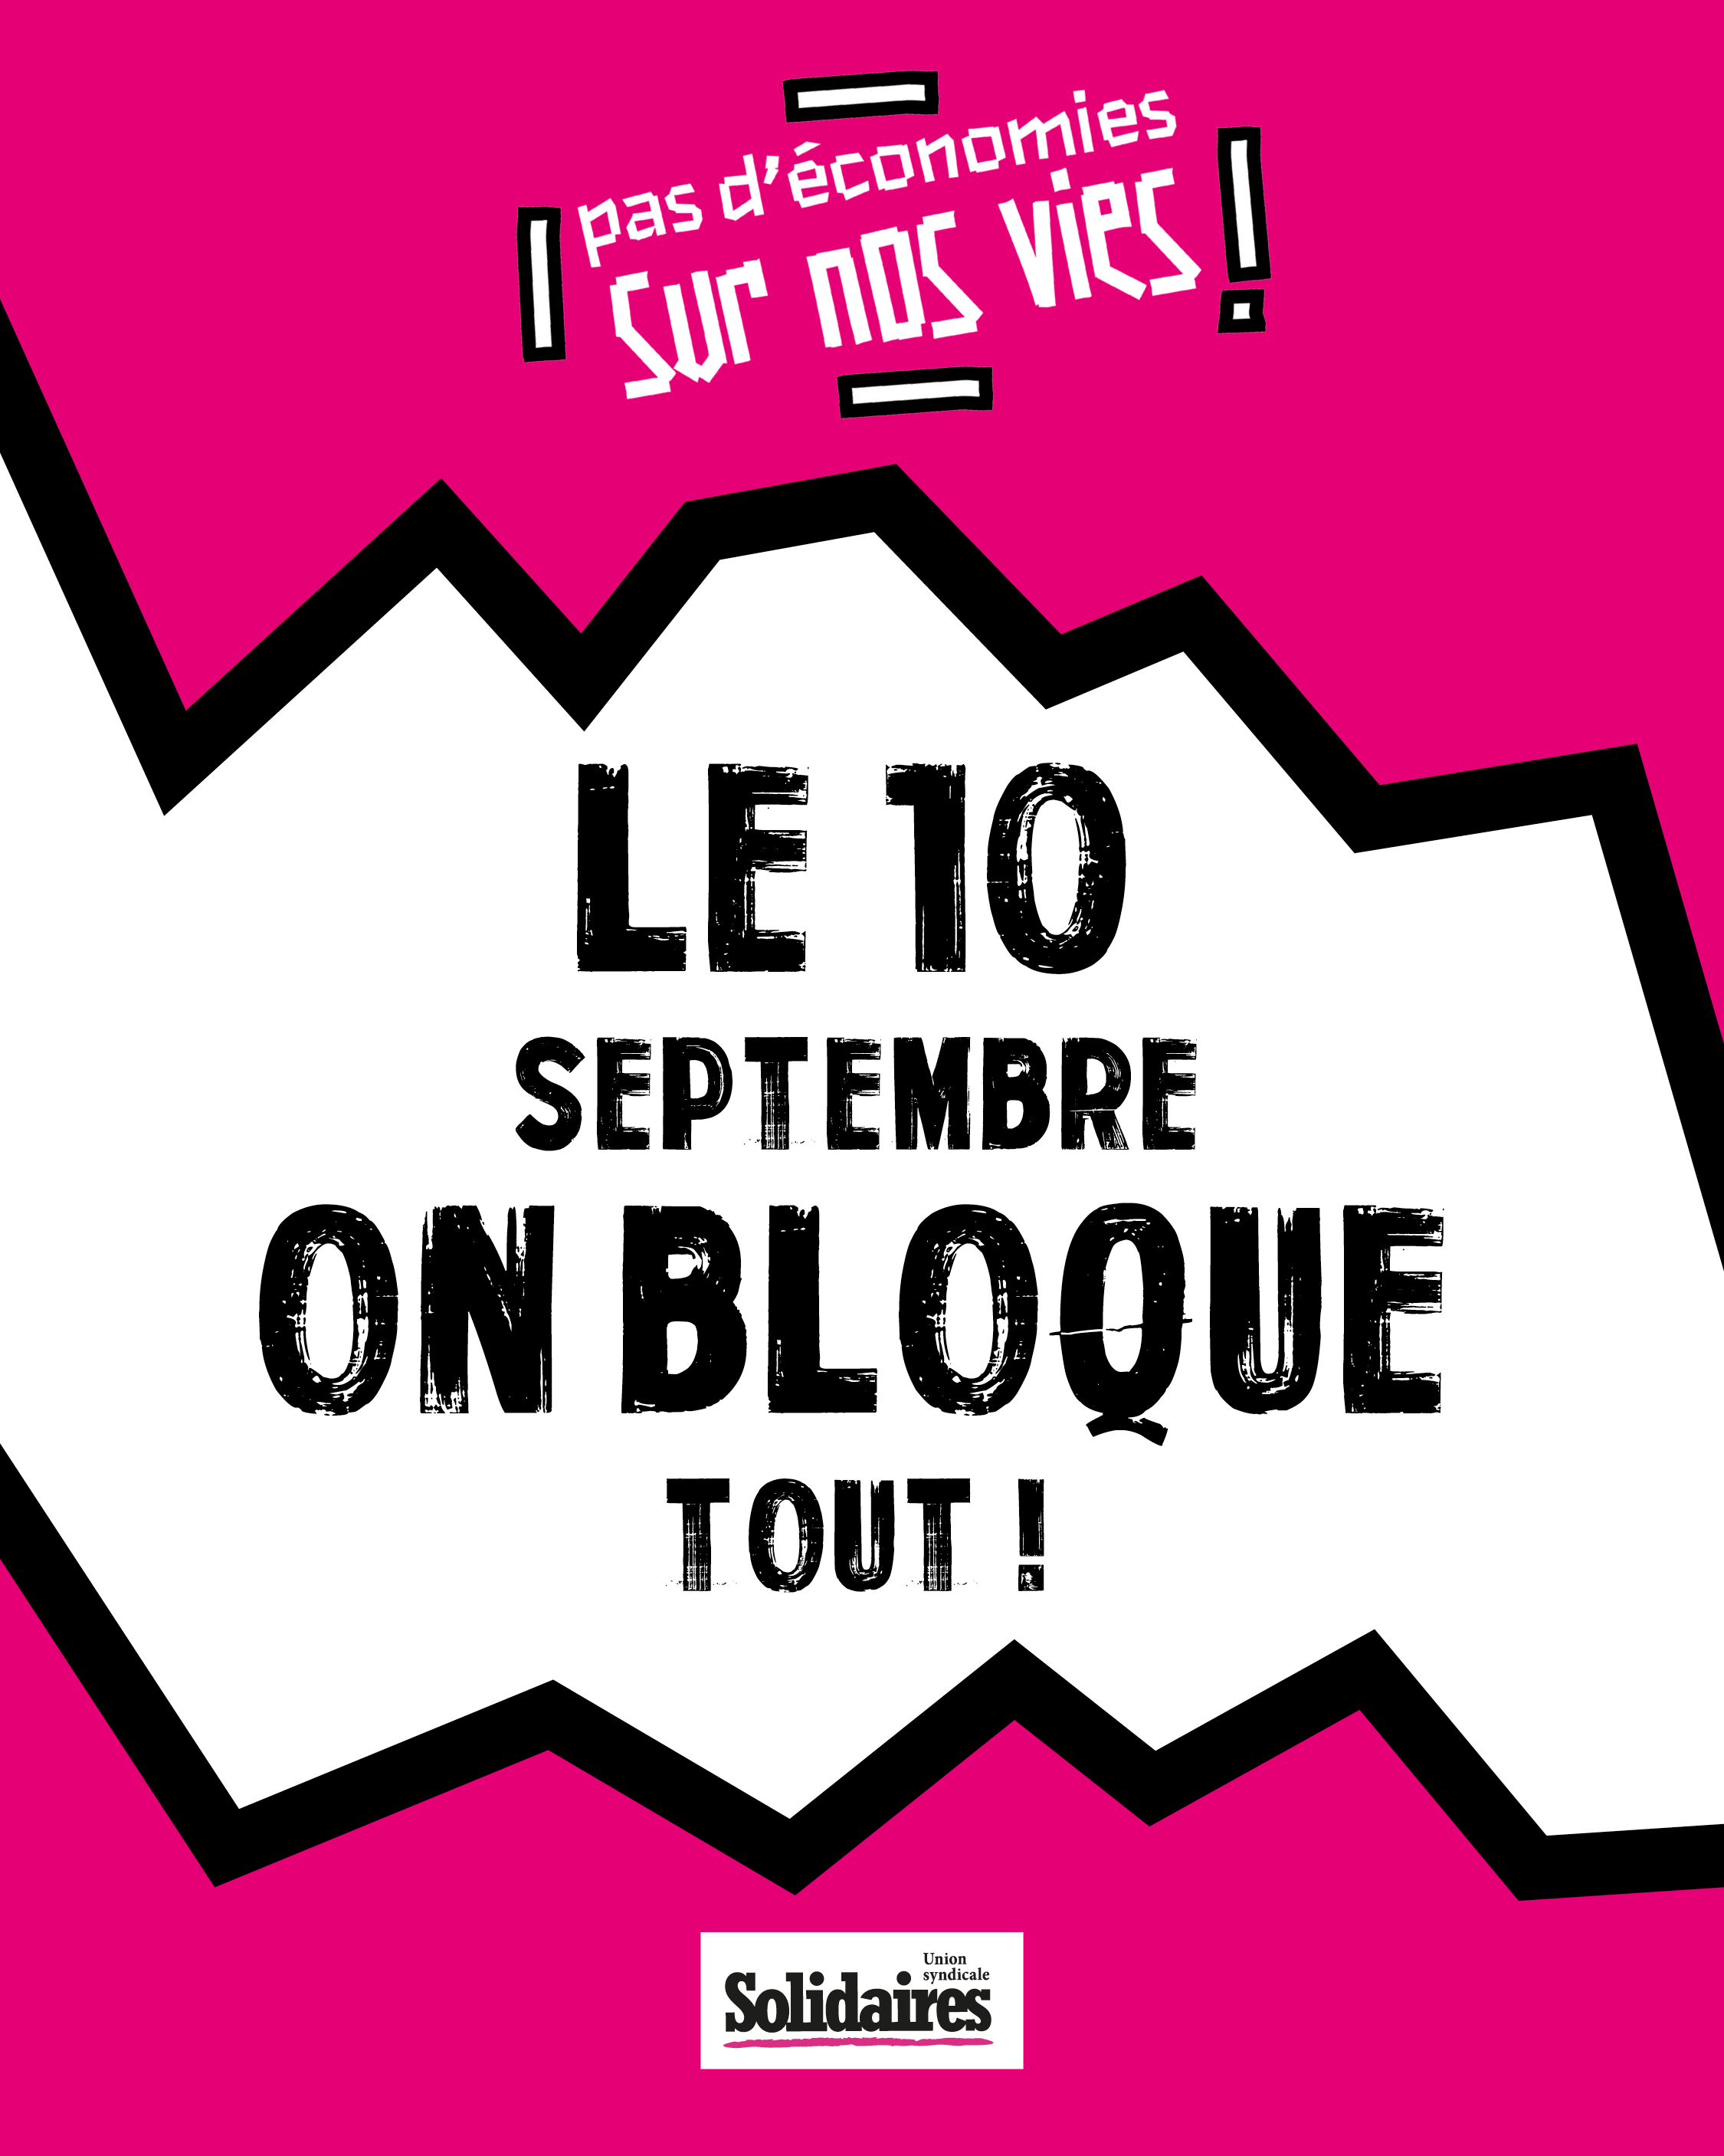 pas d'économies
sur nos vies !
LE 10
SEPTEMBRE
ON BLOQUE
TOUT !
Union
syndicale
Solidaires